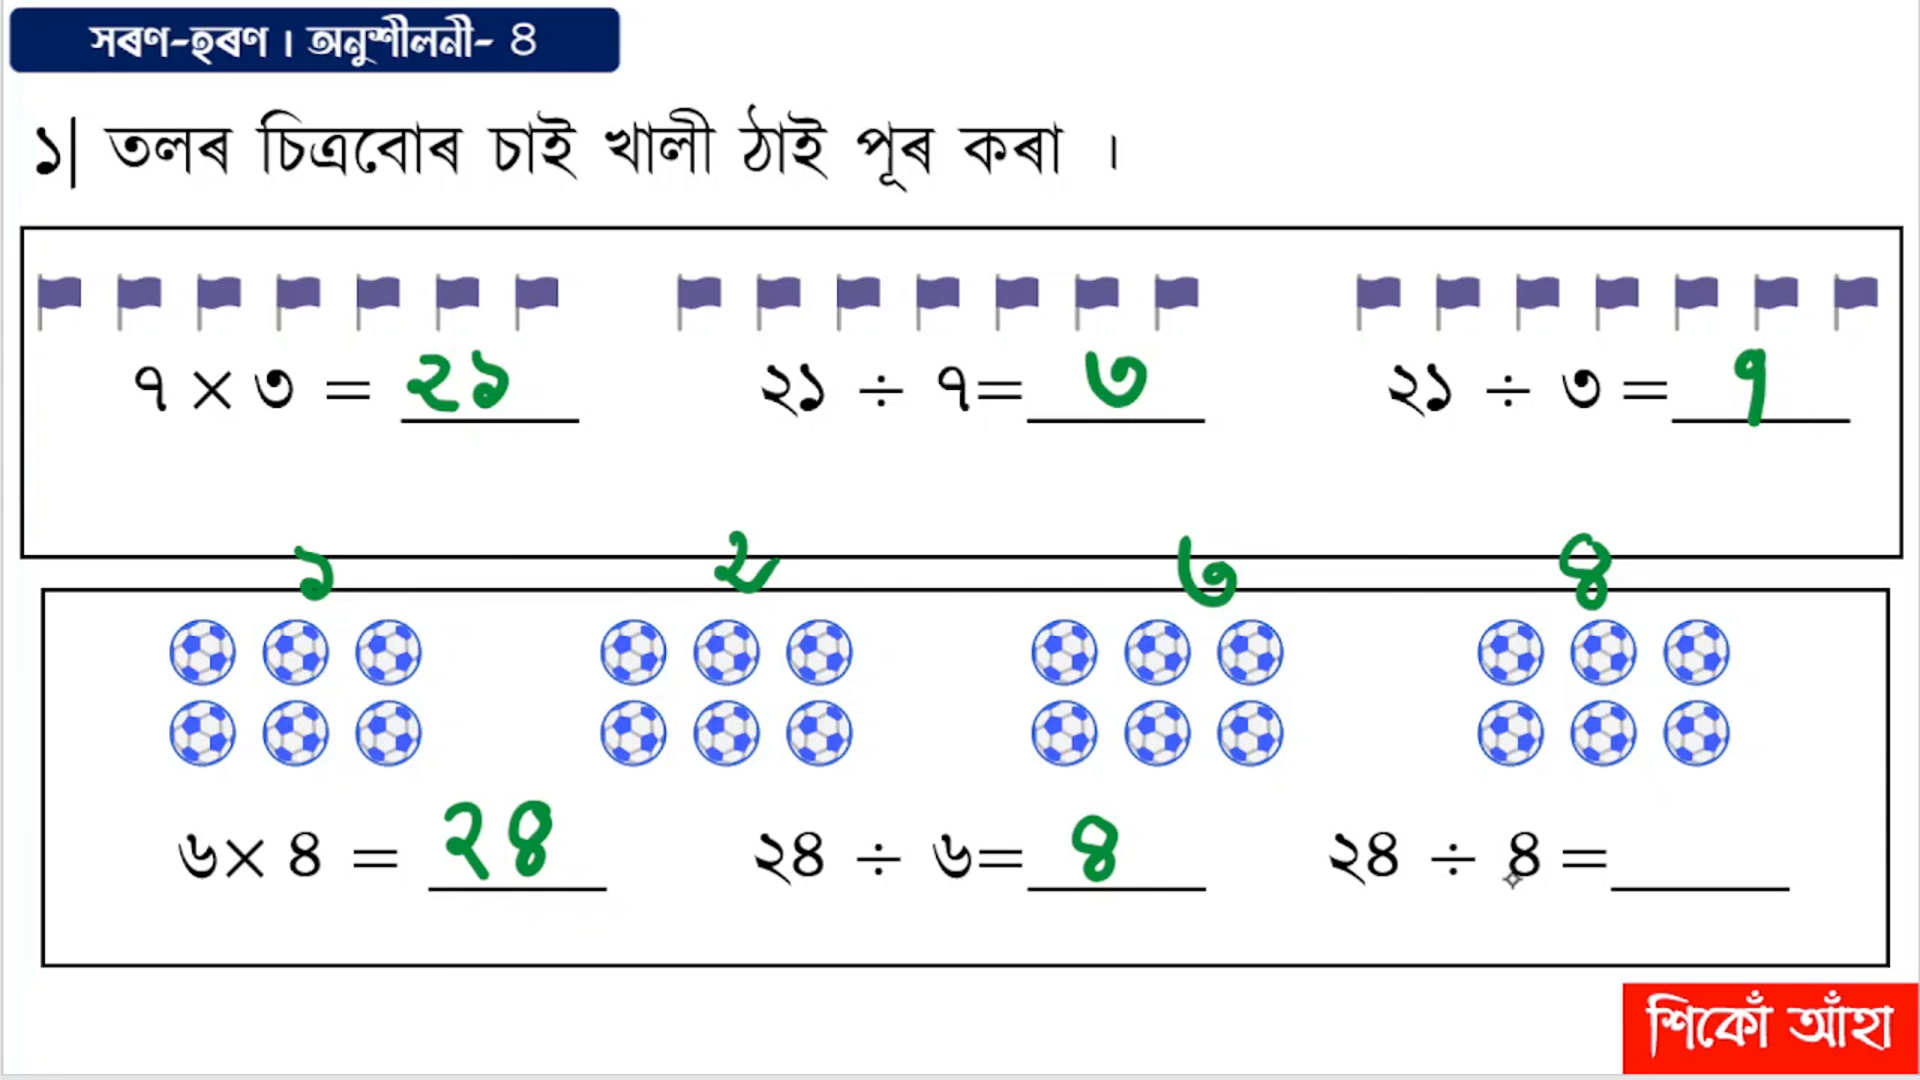 সৰণ-হৰণ । অনুশীলনী- ৪
১| তলৰ চিত্ৰবোৰ চাই খালী ঠাই পূৰ কৰা ।
৭ × ৩ = ২১ ২১ ÷ ৭= ৩ ২১ ÷ ৩ = ৭
১ ২ ৩ ৪
৬× ৪ = ২৪ ২৪ ÷ ৬= ৪ ২৪ ÷ ৪ =
শিকোঁ আঁহা